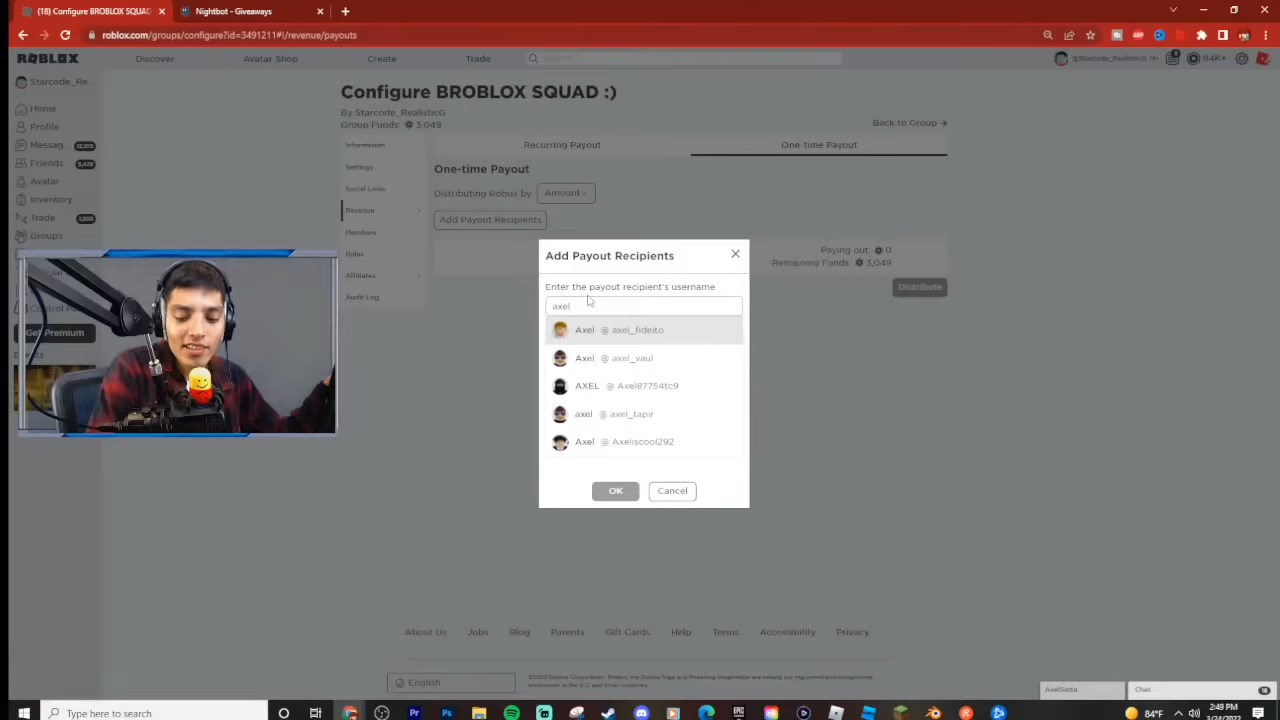 (18) Configure BROBLOX SQUAD
Nightbot - Giveaways
roblox.com/groups/configure?id=3491211#!/revenue/payouts
ROBLOX
Discover
Avatar Shop
Create
Trade
Search
94K+
Starcode_Re...
Home
Profile
Messag...
Friends
Avatar
Inventory
Trade
Groups
Get Premium
Configure BROBLOX SQUAD :)
By Starcode_RealisticG
Group Funds: 3,049
Back to Group
Information
Settings
Social Links
Revenue
Members
Roles
Affiliates
Audit Log
Recurring Payout
One-time Payout
One-time Payout
Distributing Robux by Amount
Add Payout Recipients
Paying out: 0
Remaining Funds: 3,049
Distribute
Add Payout Recipients
Enter the payout recipient's username
axel
Axel @ axel_fideito
Axel @ axel_vaul
AXEL @ Axel87754tc9
axel @ axel_tapir
Axel @ Axeliscool292
OK
Cancel
About Us
Jobs
Blog
Parents
Gift Cards
Help
Terms
Accessibility
Privacy
English
AxelSatta
Chat
Type here to search
84°F
2:49 PM
3/24/2022